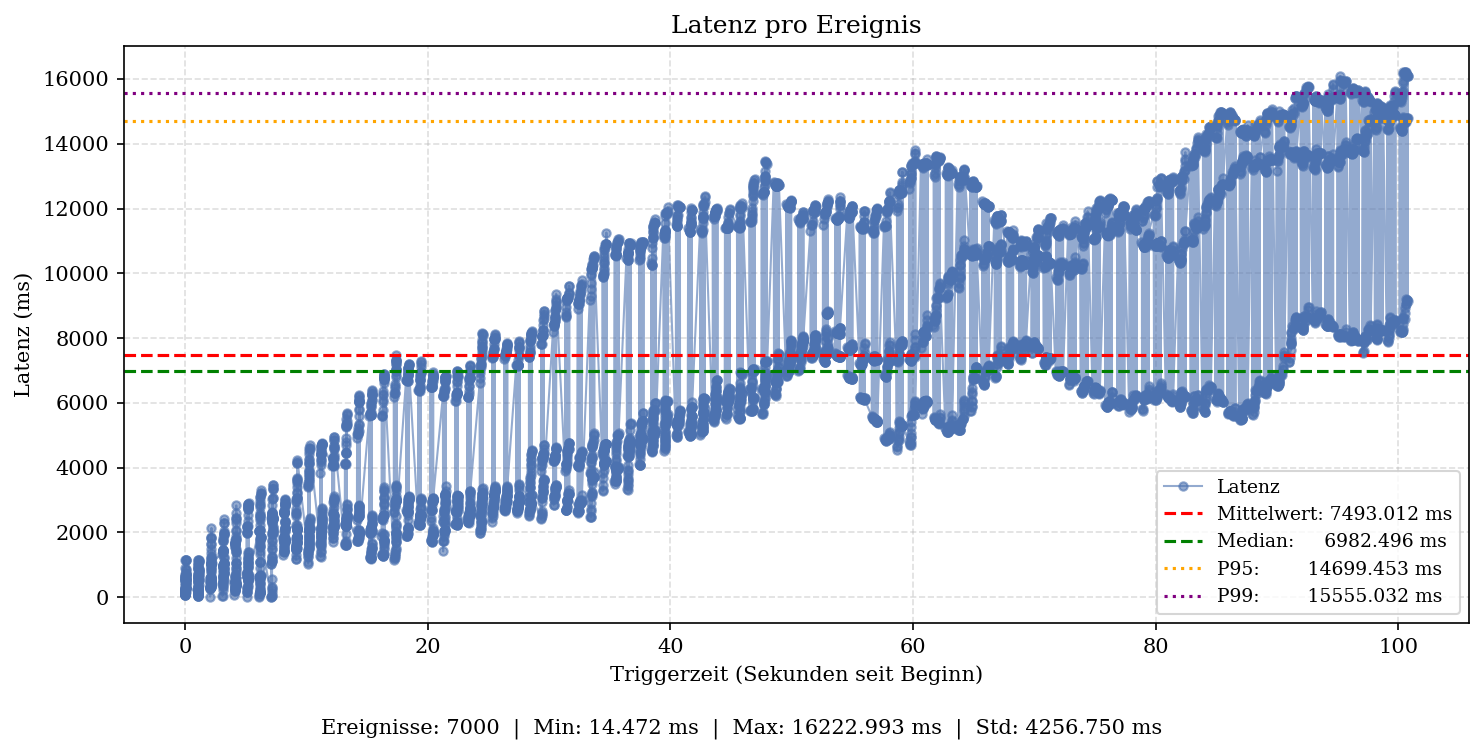 Latenz pro Ereignis
Latenz (ms)
16000
14000
12000
10000
8000
6000
4000
2000
0
Latenz
Mittelwert: 7493.012 ms
Median: 6982.496 ms
P95: 14699.453 ms
P99: 15555.032 ms
0 20 40 60 80 100
Triggerzeit (Sekunden seit Beginn)
Ereignisse: 7000 | Min: 14.472 ms | Max: 16222.993 ms | Std: 4256.750 ms